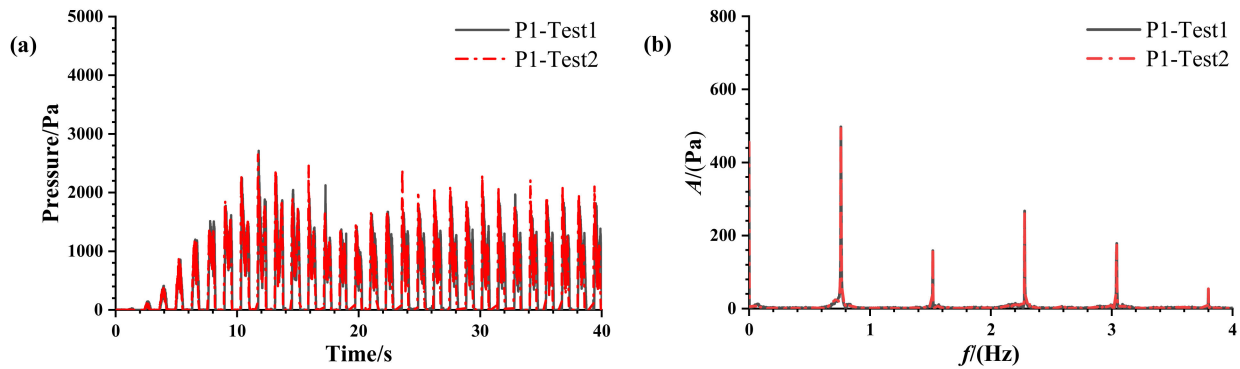 (a)
P1-Test1
P1-Test2
Pressure/Pa
5000
4000
3000
2000
1000
0
0 10 20 30 40
Time/s
(b)
P1-Test1
P1-Test2
A/(Pa)
800
600
400
200
0
0 1 2 3 4
f/(Hz)